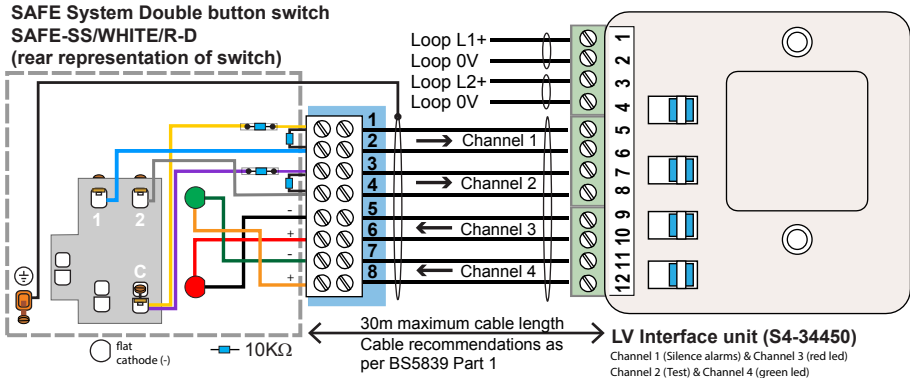 SAFE System Double button switch
SAFE-SS/WHITE/R-D
(rear representation of switch)
Loop L1+
Loop 0V
Loop L2+
Loop 0V
1
2
3
4
5
6
7
8
9
10
11
12
1
2
3
4
5
6
7
8
Channel 1
Channel 2
Channel 3
Channel 4
1
2
C
-
+
-
+
flat
cathode (-)
10KΩ
30m maximum cable length
Cable recommendations as
per BS5839 Part 1
LV Interface unit (S4-34450)
Channel 1 (Silence alarms) & Channel 3 (red led)
Channel 2 (Test) & Channel 4 (green led)